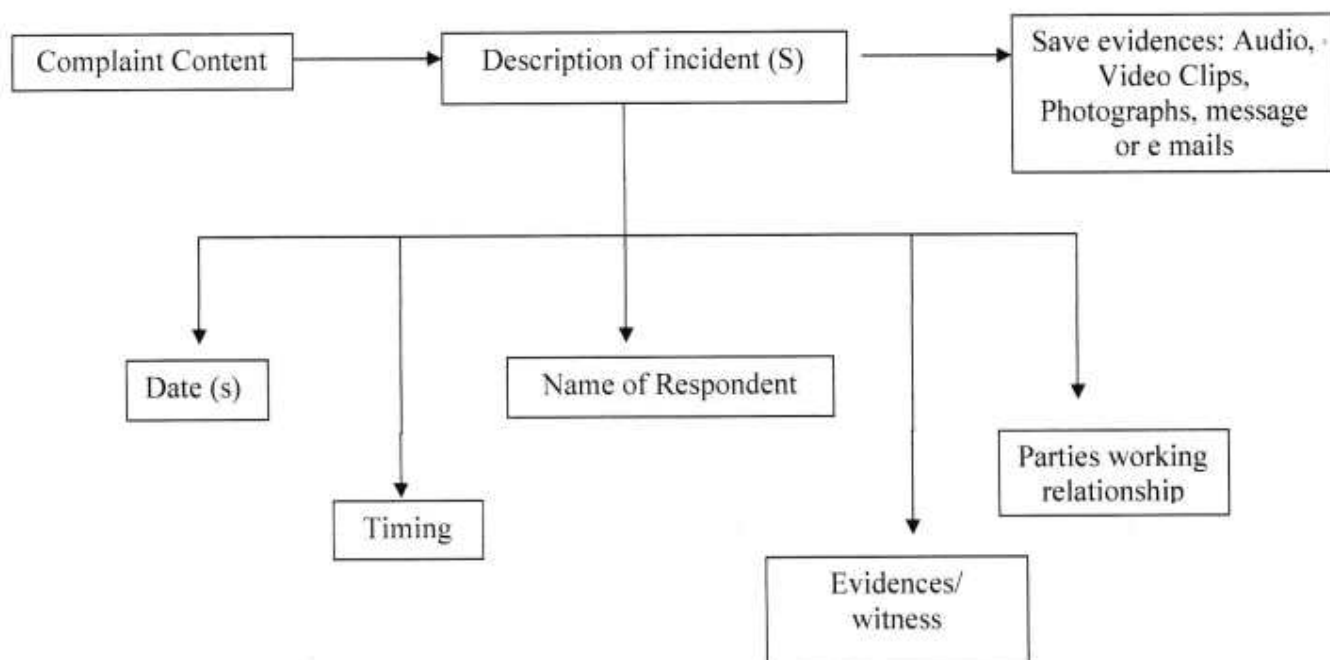 Complaint Content
Description of incident (S)
Save evidences: Audio,
Video Clips,
Photographs, message
or e mails
Date (s)
Name of Respondent
Parties working
relationship
Timing
Evidences/
witness